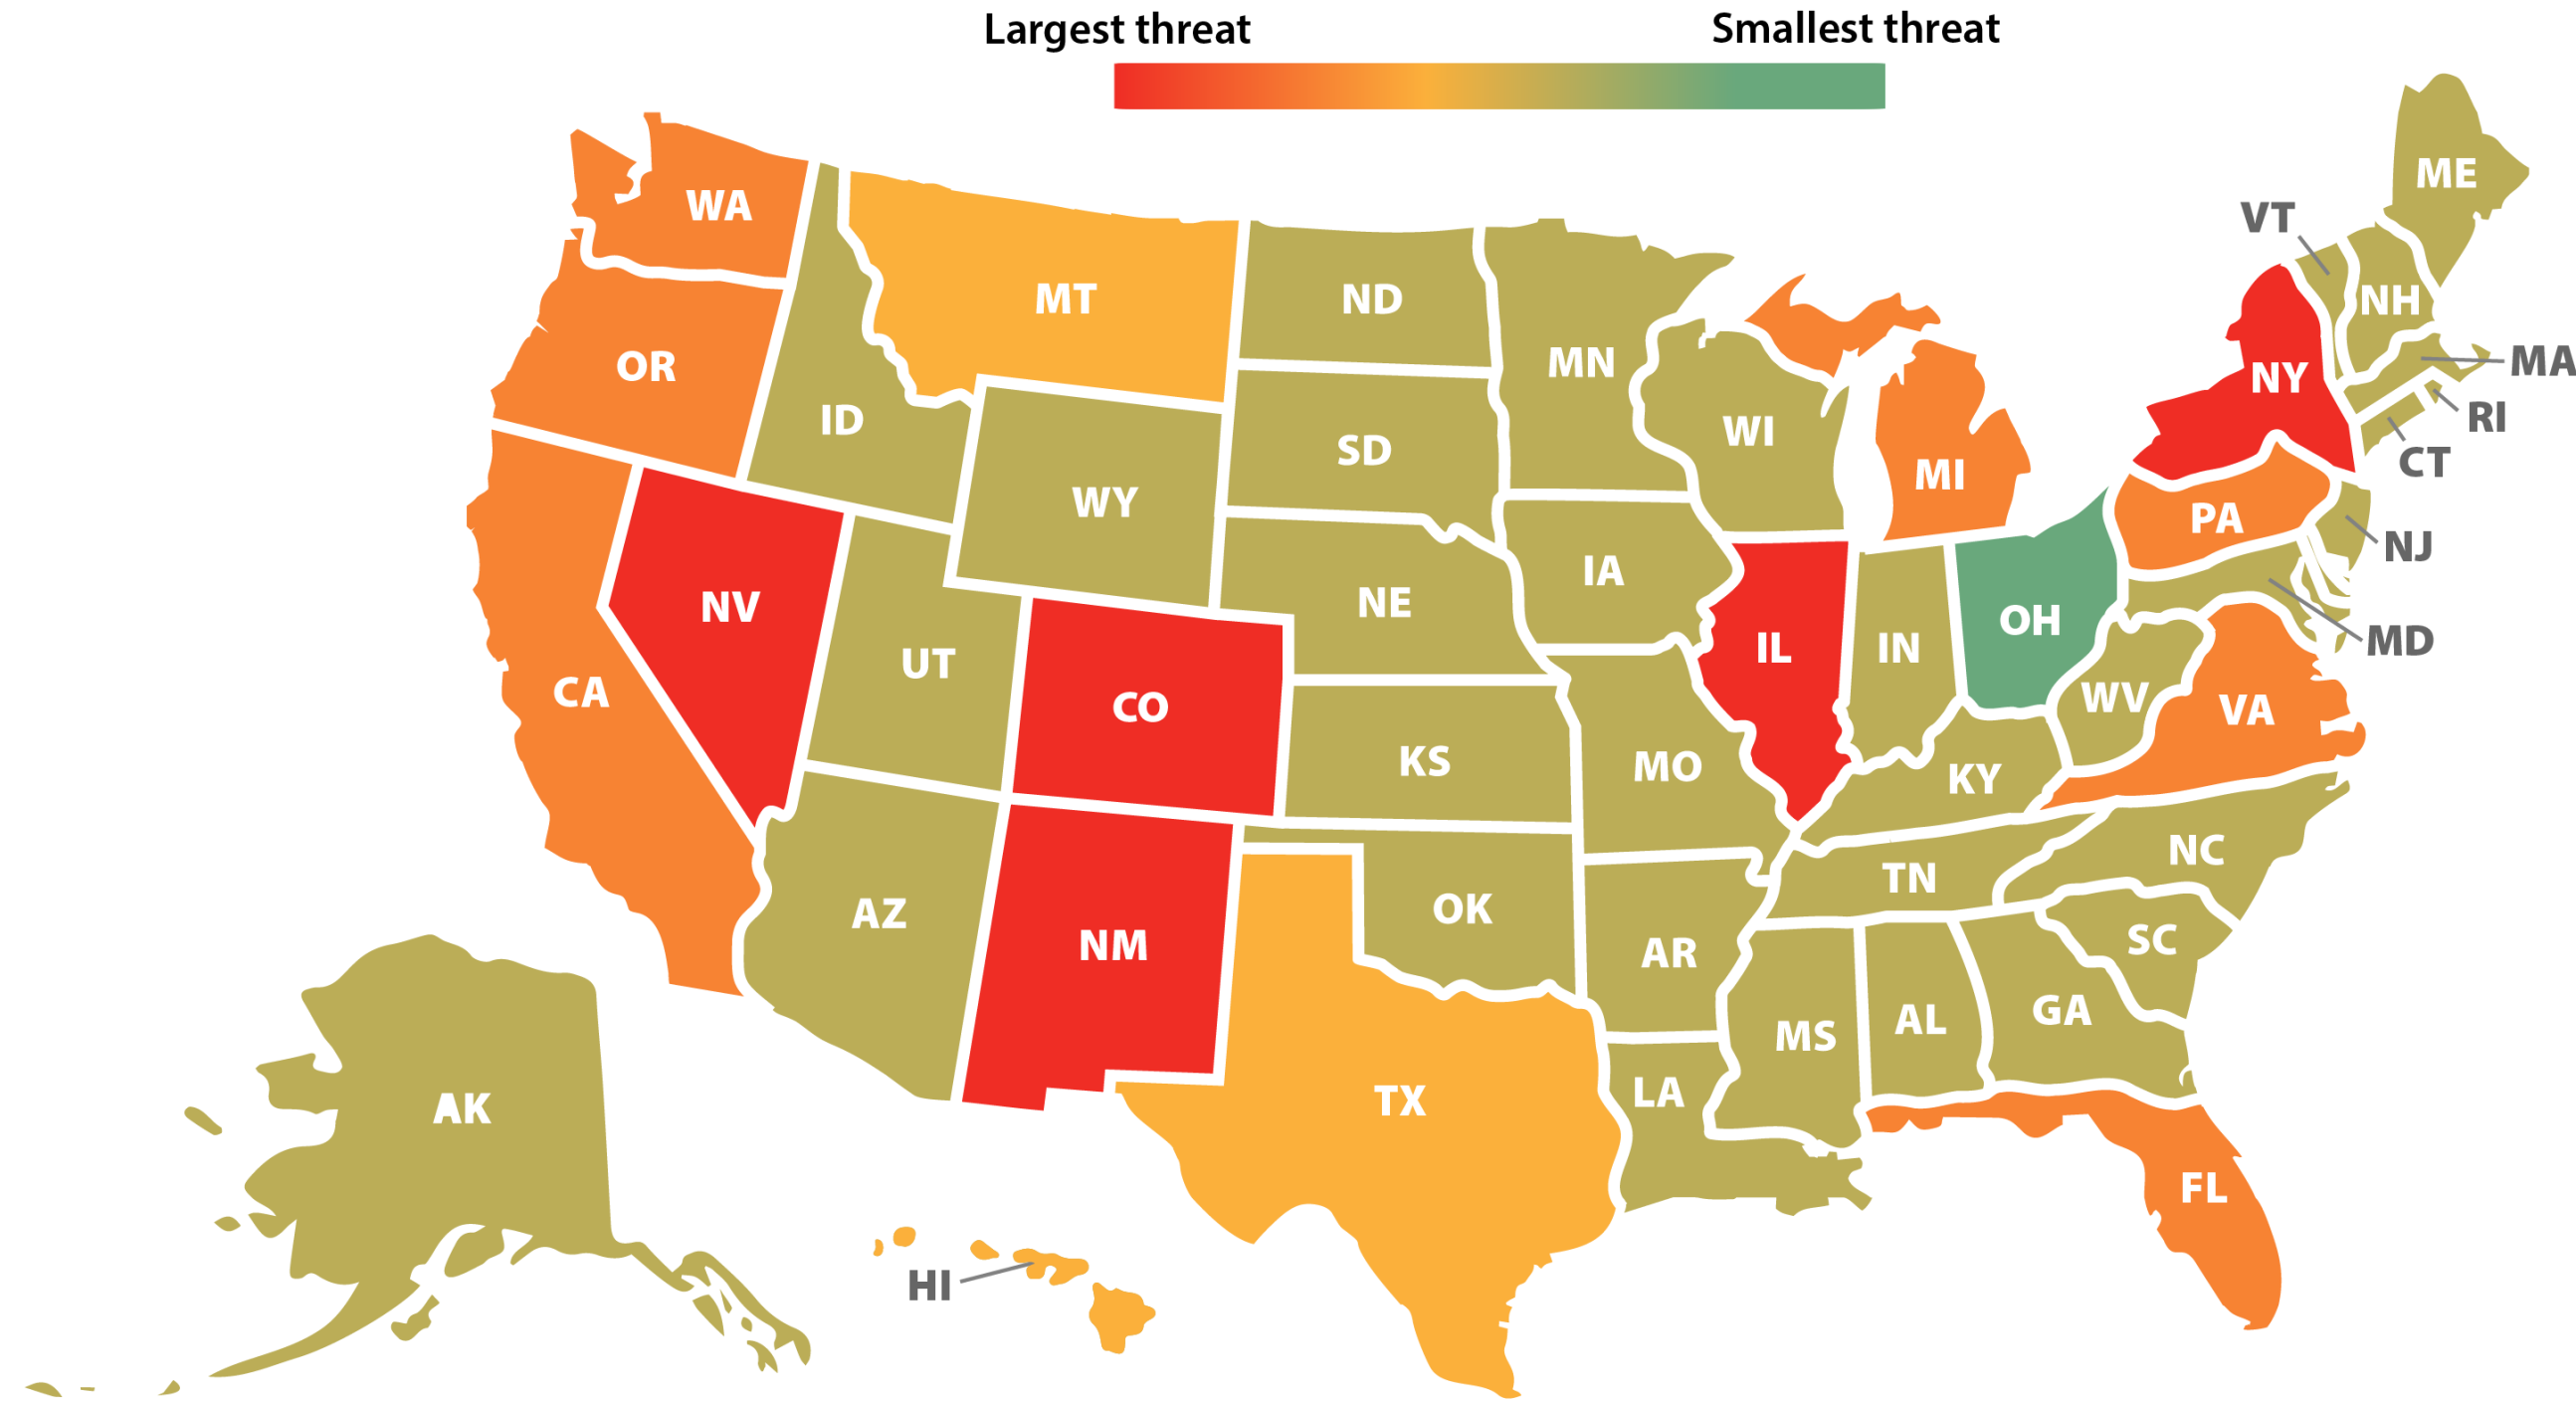 Largest threat
Smallest threat
ME
WA
VT
MT
ND
NH
MN
MA
OR
NY
RI
ID
WI
SD
CT
MI
WY
PA
NJ
IA
NE
NV
OH
MD
IL
IN
UT
CA
WV
CO
VA
KS
MO
KY
NC
TN
OK
AZ
SC
NM
AR
GA
AL
MS
LA
TX
AK
FL
HI